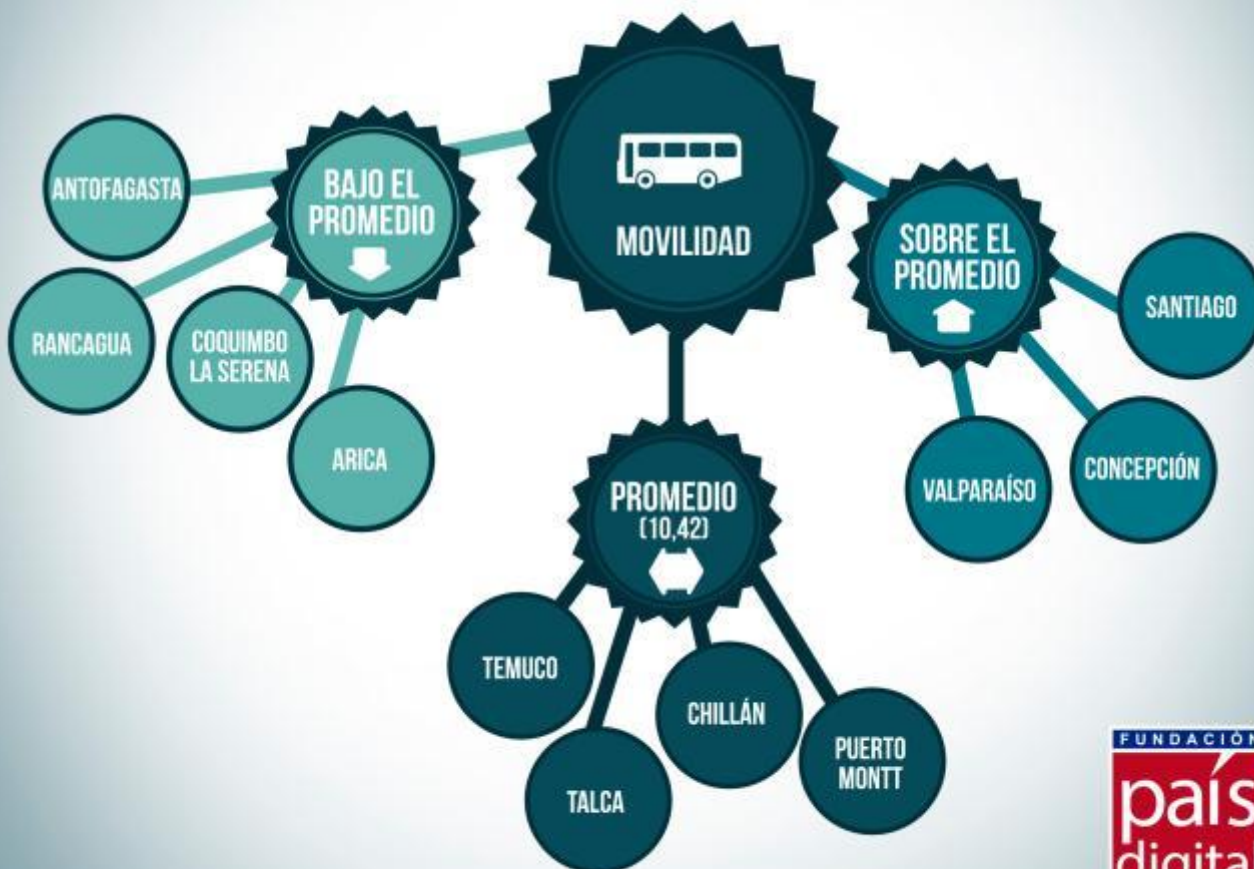 MOVILIDAD
BAJO EL
PROMEDIO
ANTOFAGASTA
RANCAGUA
COQUIMBO
LA SERENA
ARICA
PROMEDIO
(10,42)
TEMUCO
TALCA
CHILLÁN
PUERTO
MONTT
SOBRE EL
PROMEDIO
SANTIAGO
CONCEPCIÓN
VALPARAÍSO
FUNDACIÓN
país
digital